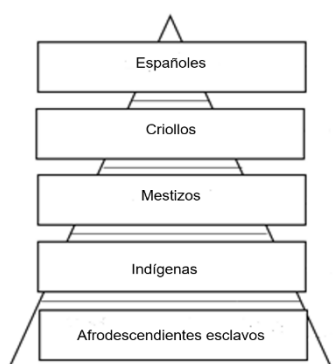 Españoles
Criollos
Mestizos
Indígenas
Afrodescendientes esclavos